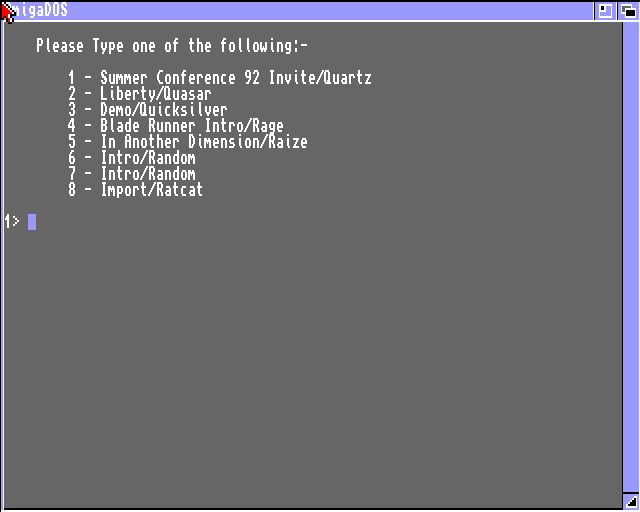 AmigaDOS
Please Type one of the following:-
1 - Summer Conference 92 Invite/Quartz
2 - Liberty/Quasar
3 - Demo/Quicksilver
4 - Blade Runner Intro/Rage
5 - In Another Dimension/Raize
6 - Intro/Random
7 - Intro/Random
8 - Import/Ratcat
1>